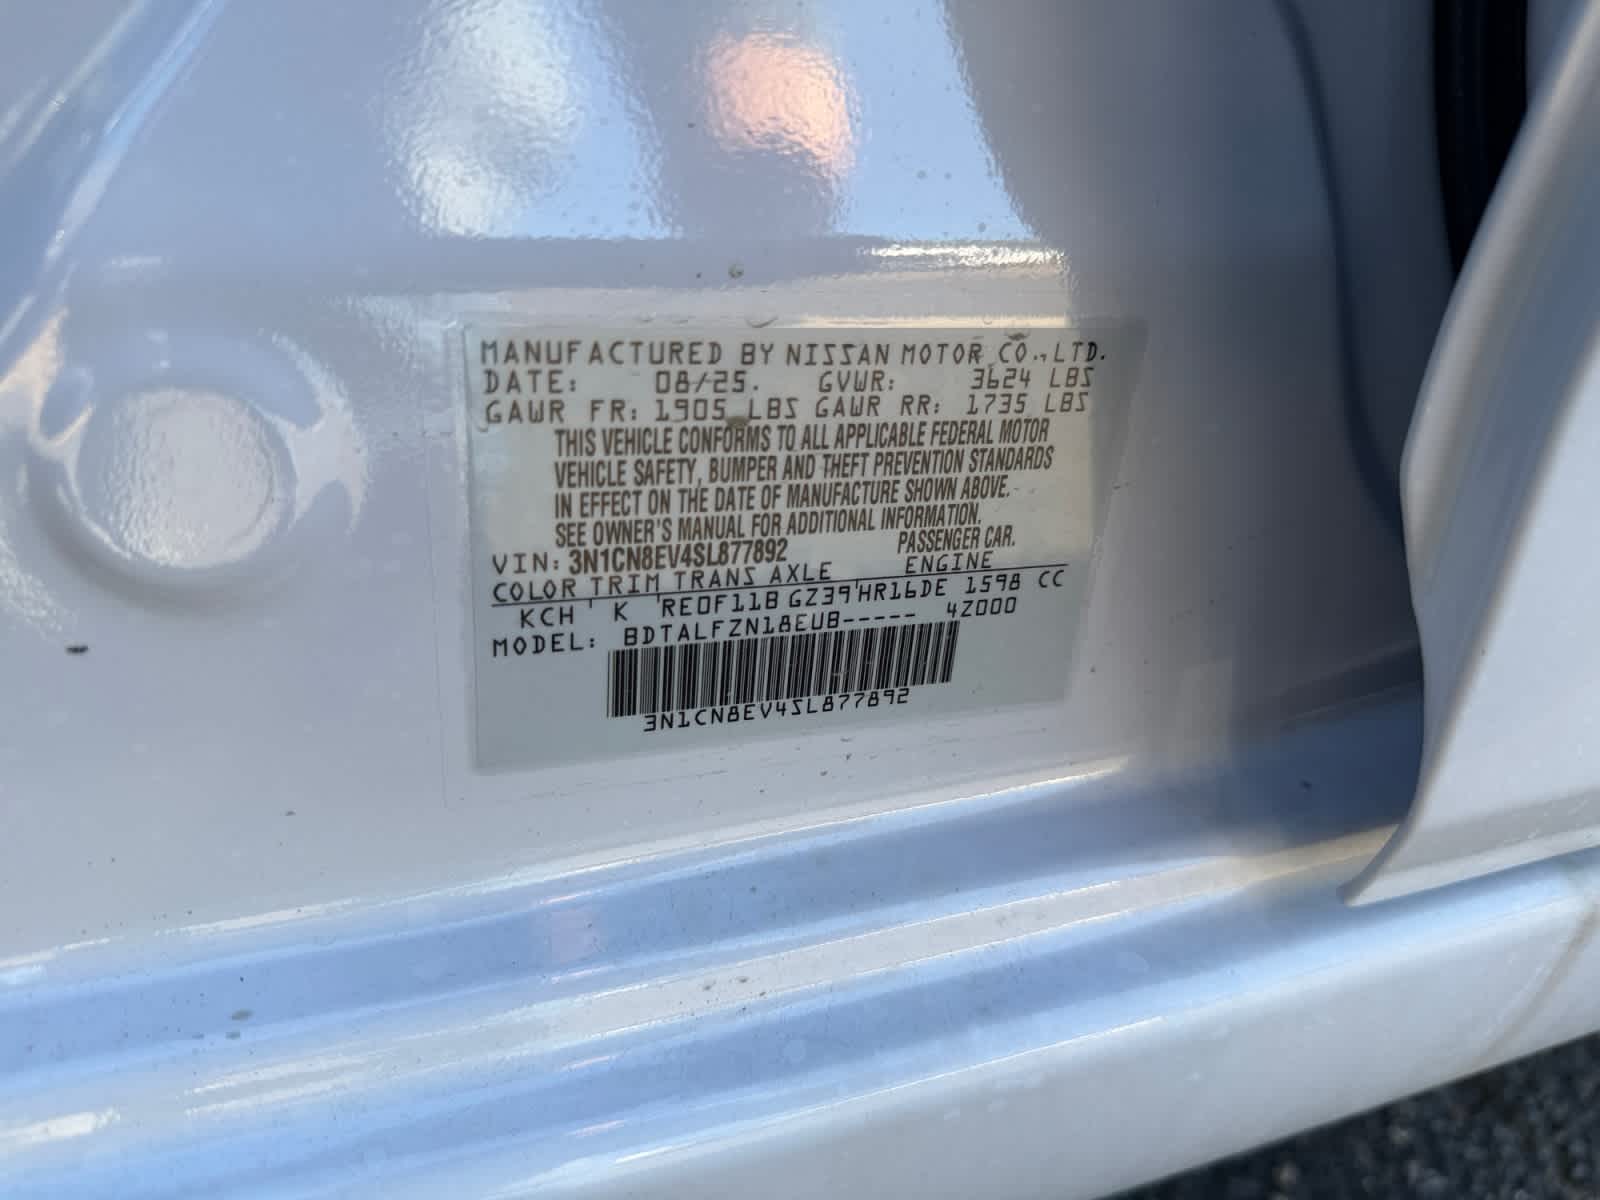 MANUFACTURED BY NISSAN MOTOR CO.,LTD.
DATE: 08/25. GVWR: 3624 LBS
GAWR FR: 1905 LBS GAWR RR: 1735 LBS
THIS VEHICLE CONFORMS TO ALL APPLICABLE FEDERAL MOTOR
VEHICLE SAFETY, BUMPER AND THEFT PREVENTION STANDARDS
IN EFFECT ON THE DATE OF MANUFACTURE SHOWN ABOVE.
SEE OWNER'S MANUAL FOR ADDITIONAL INFORMATION.
VIN: 3N1CN8EV4SL877892 PASSENGER CAR.
COLOR TRIM TRANS AXLE ENGINE
KCH K RE0F11B GZ39 HR16DE 1598 CC
MODEL: BDTALFZN18EUB----- 4Z000
3N1CN8EV4SL877892